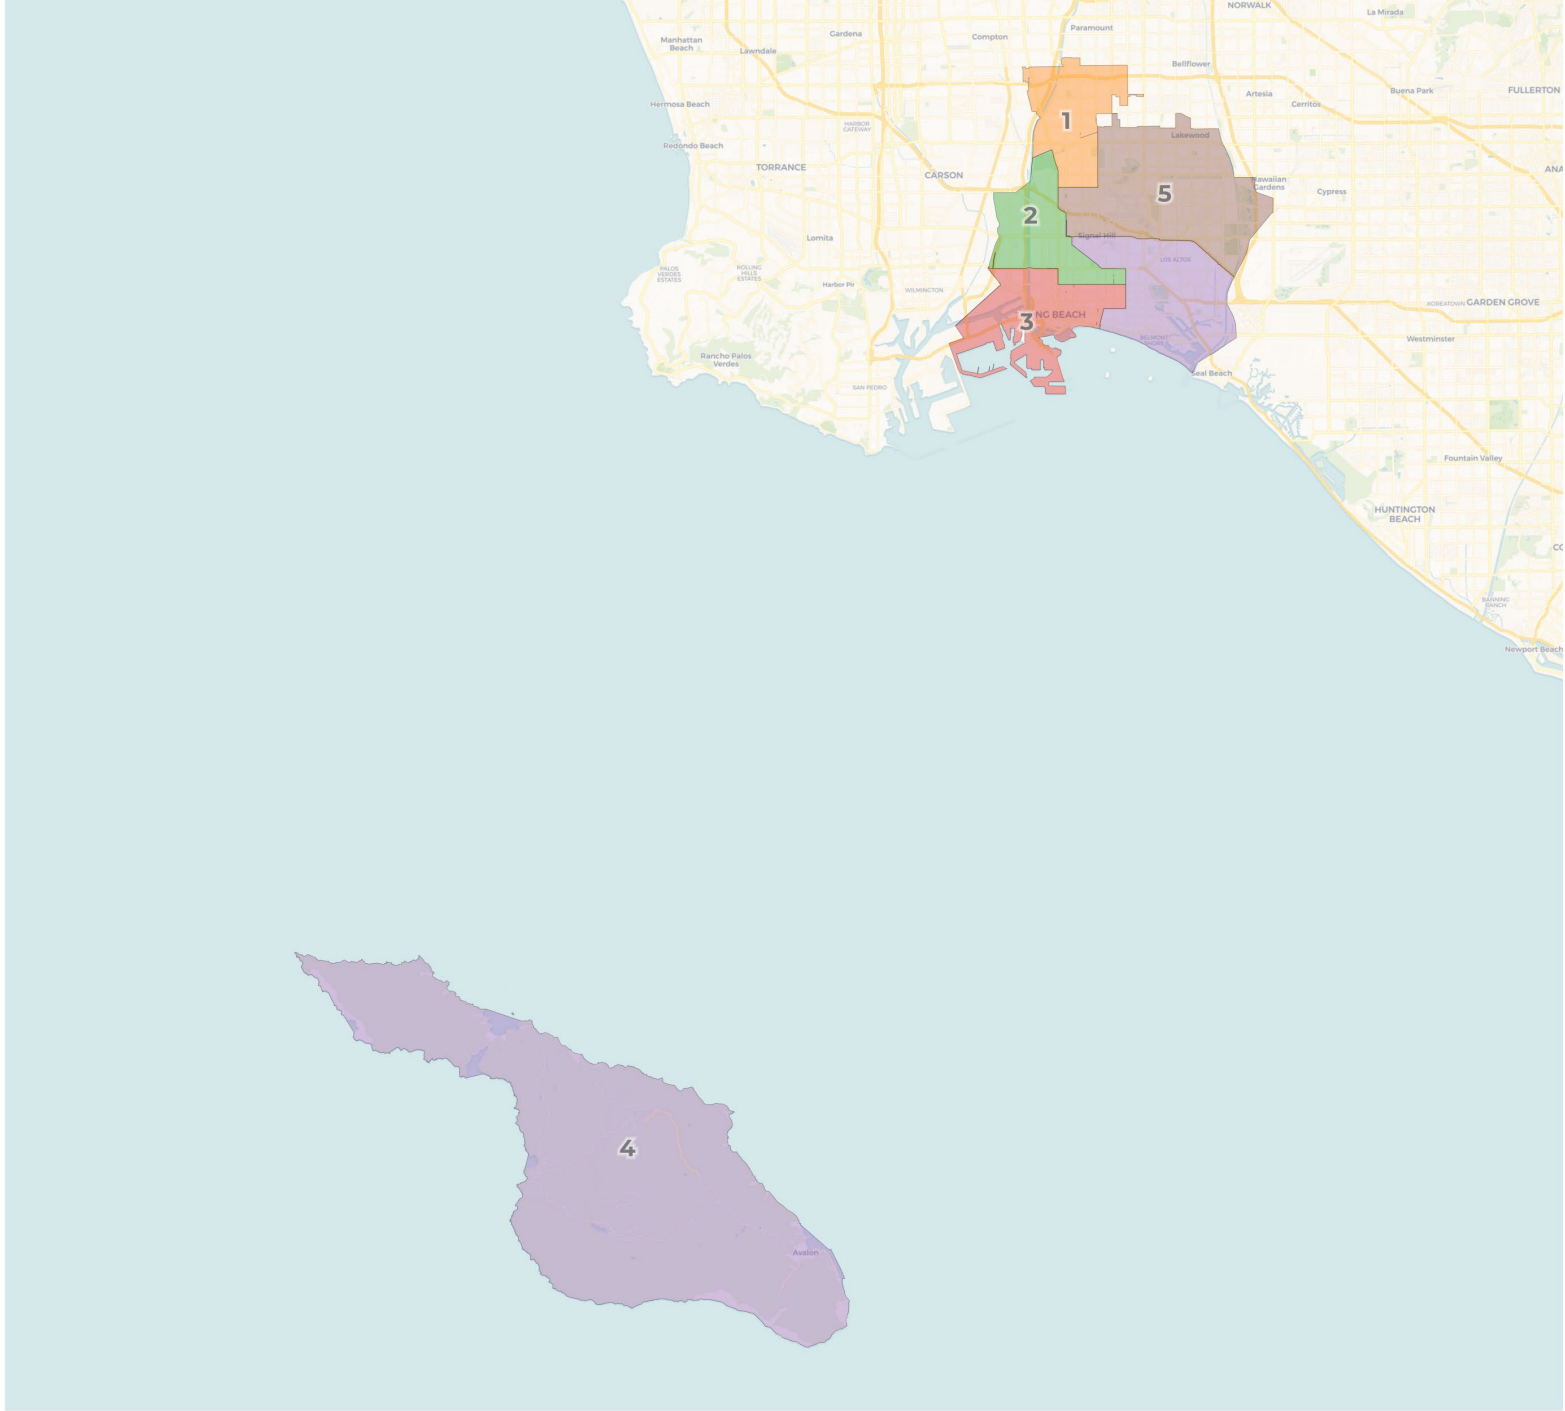 NORWALK
La Mirada
Paramount
Gardena
Compton
Manhattan
Beach
Lawndale
Bellflower
Artesia
Buena Park
FULLERTON
Cerritos
Hermosa Beach
1
HARBOR
GATEWAY
Lakewood
Redondo Beach
TORRANCE
CARSON
ANA
Hawaiian
Gardens
Cypress
5
2
Lomita
Signal Hill
LOS ALTOS
PALOS
VERDES
ESTATES
ROLLING
HILLS
ESTATES
Harbor Pir
WILMINGTON
KOREATOWN
GARDEN GROVE
NG BEACH
3
BELMONT
SHORE
Westminster
Rancho Palos
Verdes
Seal Beach
SAN PEDRO
Fountain Valley
HUNTINGTON
BEACH
CO
BANNING
RANCH
Newport Beach
4
Avalon